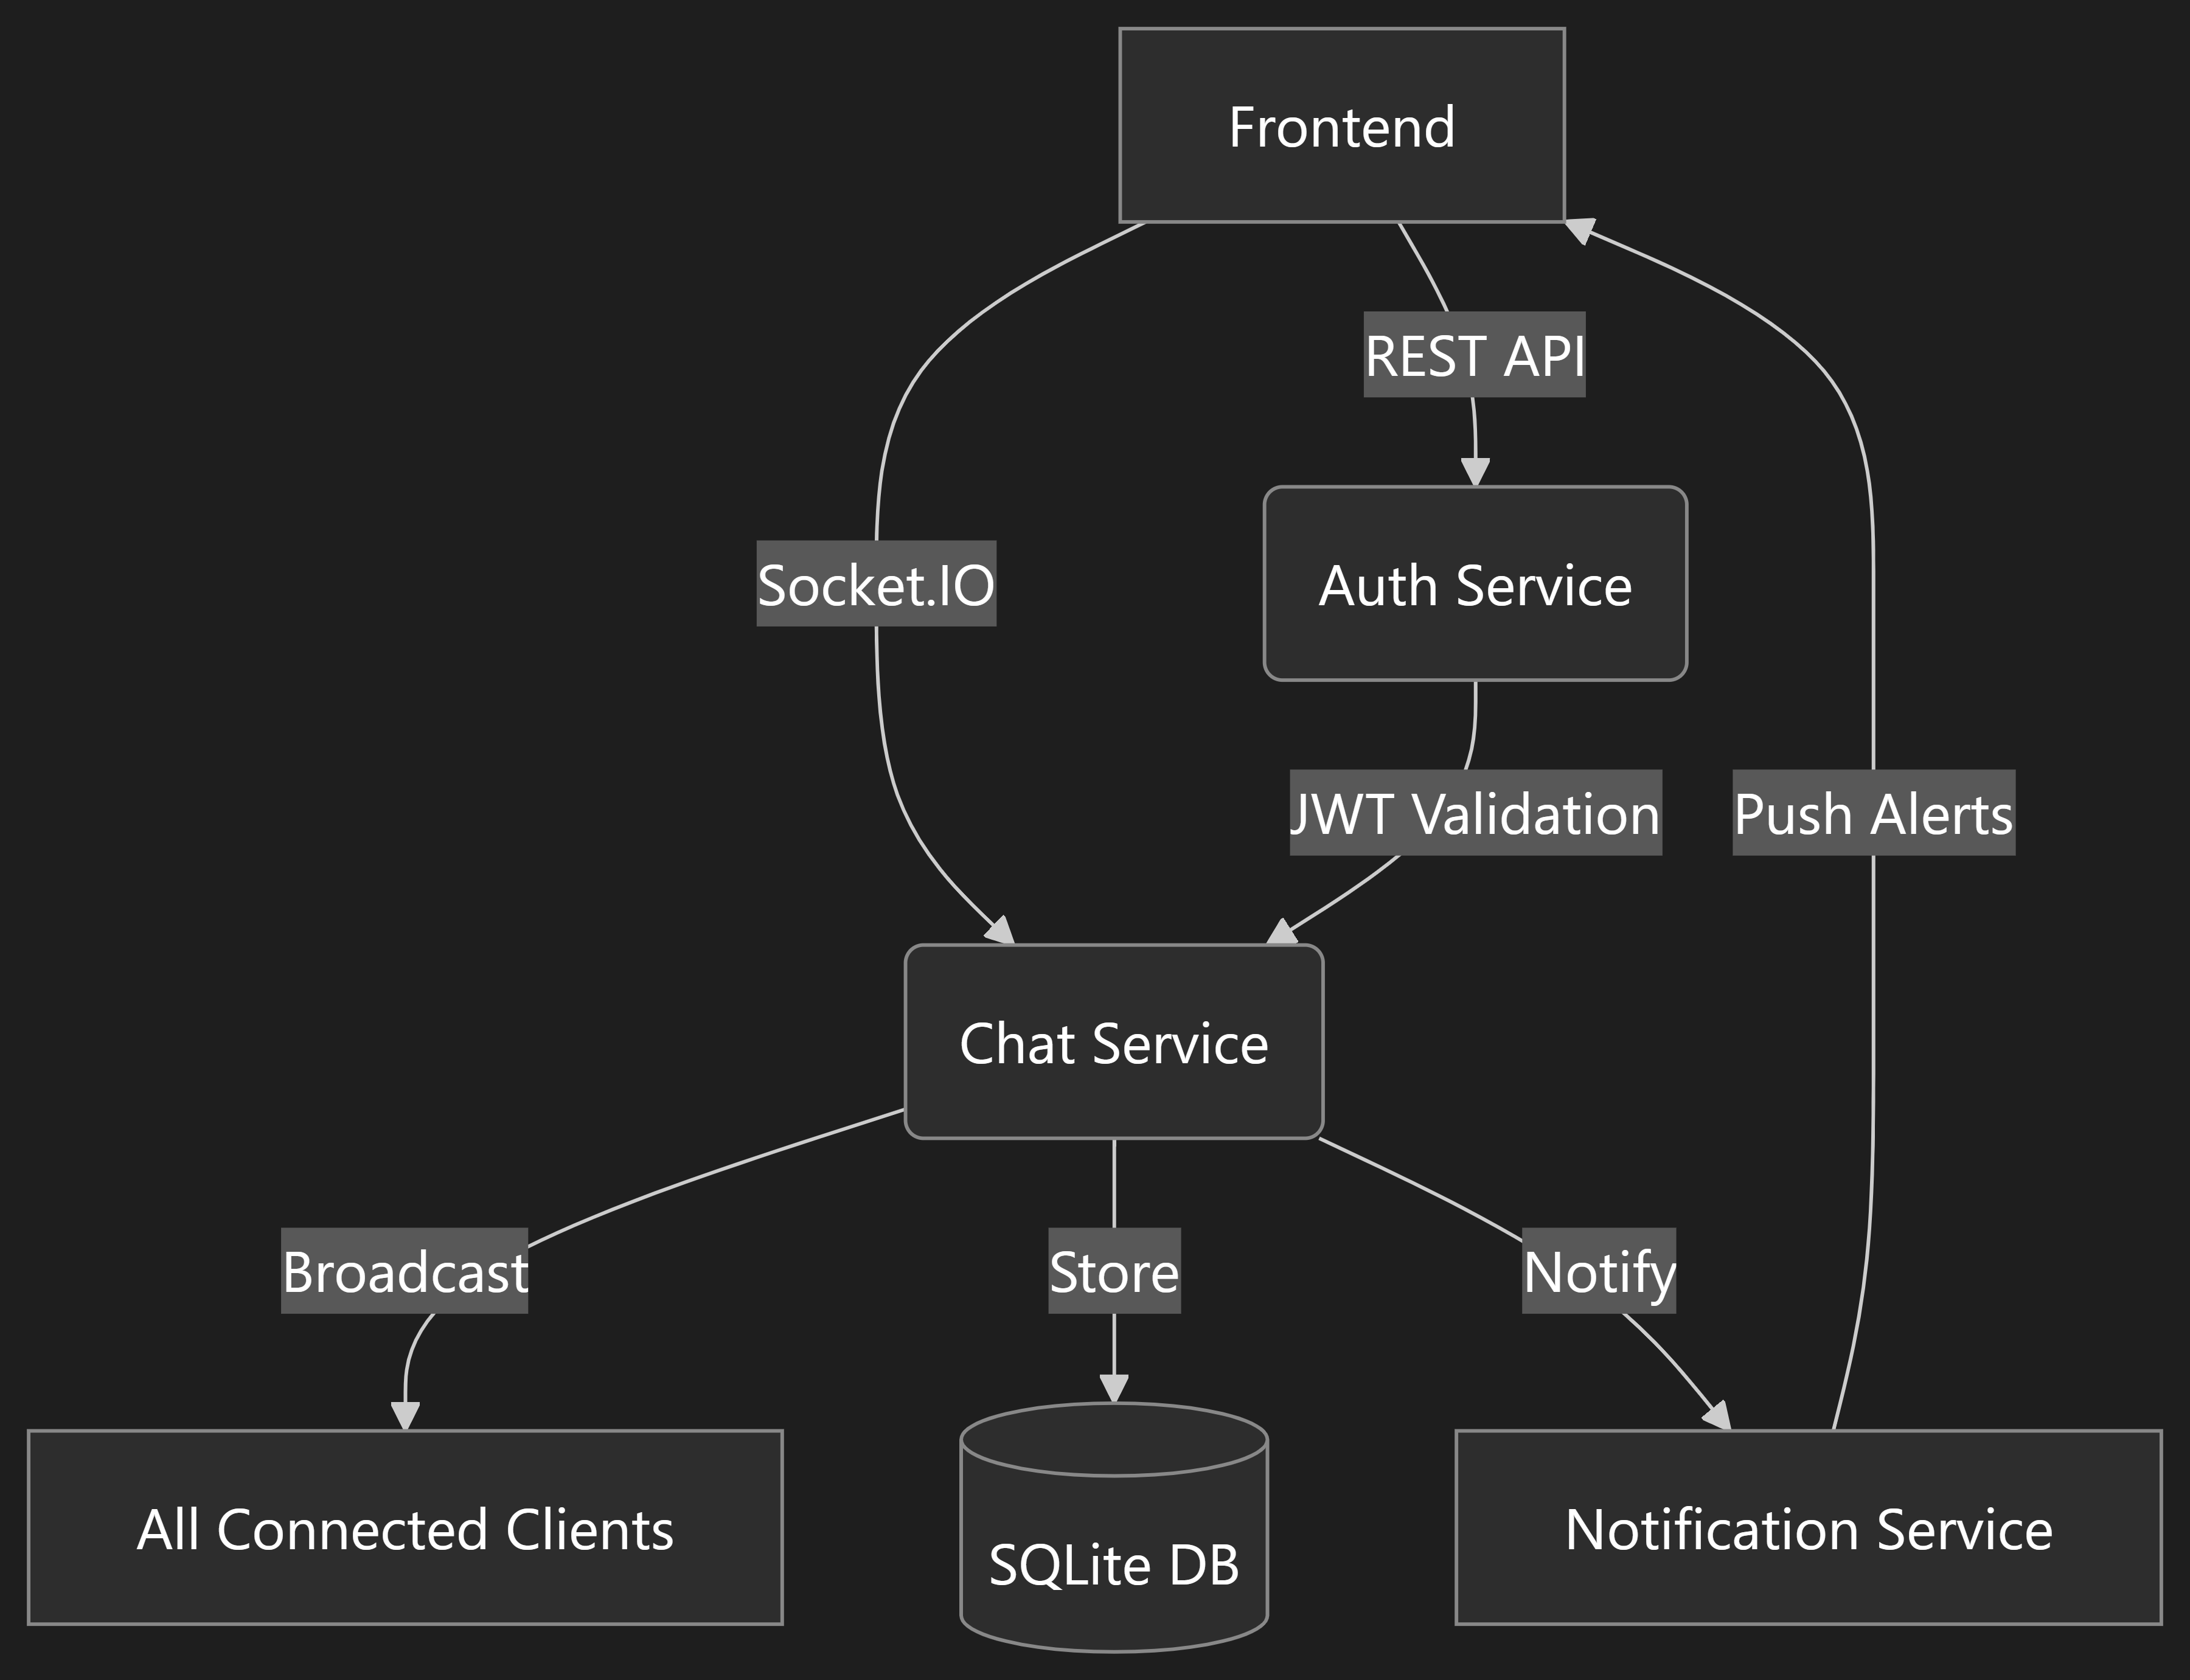 Frontend
REST API
Socket.IO
Auth Service
JWT Validation
Push Alerts
Chat Service
Broadcast
Store
Notify
All Connected Clients
SQLite DB
Notification Service